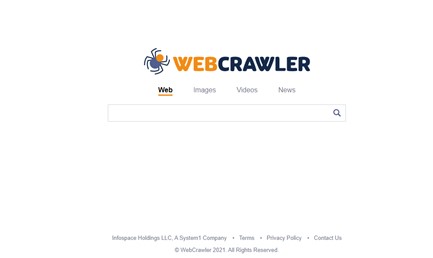 WEBCRAWLER
Web Images Videos News
Infospace Holdings LLC, A System1 Company • Terms • Privacy Policy • Contact Us
© WebCrawler 2021. All Rights Reserved.